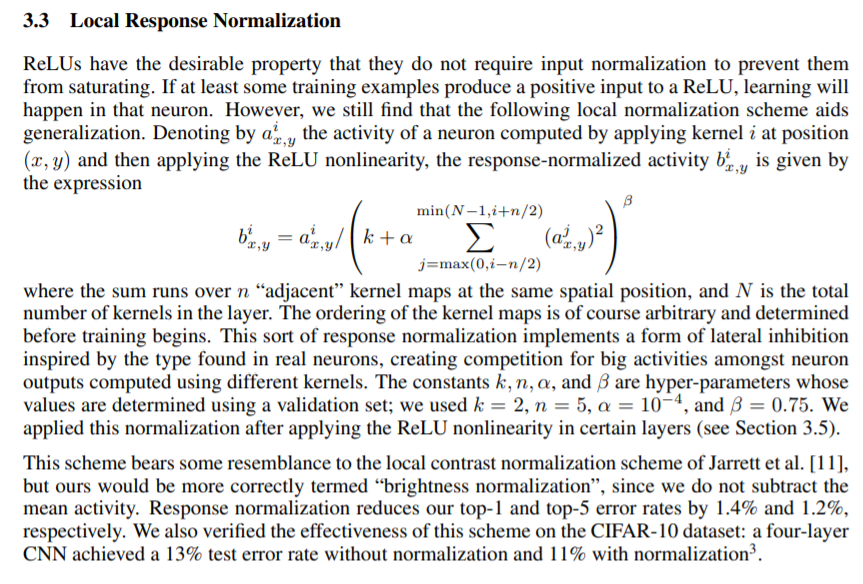 3.3 Local Response Normalization
ReLUs have the desirable property that they do not require input normalization to prevent them
from saturating. If at least some training examples produce a positive input to a ReLU, learning will
happen in that neuron. However, we still find that the following local normalization scheme aids
generalization. Denoting by a^i_{x,y} the activity of a neuron computed by applying kernel i at position
(x, y) and then applying the ReLU nonlinearity, the response-normalized activity b^i_{x,y} is given by
the expression
b^i_{x,y} = a^i_{x,y} / ( k + α ∑_{j=max(0,i−n/2)}^{min(N−1,i+n/2)} (a^j_{x,y})^2 )^β
where the sum runs over n “adjacent” kernel maps at the same spatial position, and N is the total
number of kernels in the layer. The ordering of the kernel maps is of course arbitrary and determined
before training begins. This sort of response normalization implements a form of lateral inhibition
inspired by the type found in real neurons, creating competition for big activities amongst neuron
outputs computed using different kernels. The constants k, n, α, and β are hyper-parameters whose
values are determined using a validation set; we used k = 2, n = 5, α = 10^{−4}, and β = 0.75. We
applied this normalization after applying the ReLU nonlinearity in certain layers (see Section 3.5).
This scheme bears some resemblance to the local contrast normalization scheme of Jarrett et al. [11],
but ours would be more correctly termed “brightness normalization”, since we do not subtract the
mean activity. Response normalization reduces our top-1 and top-5 error rates by 1.4% and 1.2%,
respectively. We also verified the effectiveness of this scheme on the CIFAR-10 dataset: a four-layer
CNN achieved a 13% test error rate without normalization and 11% with normalization³.